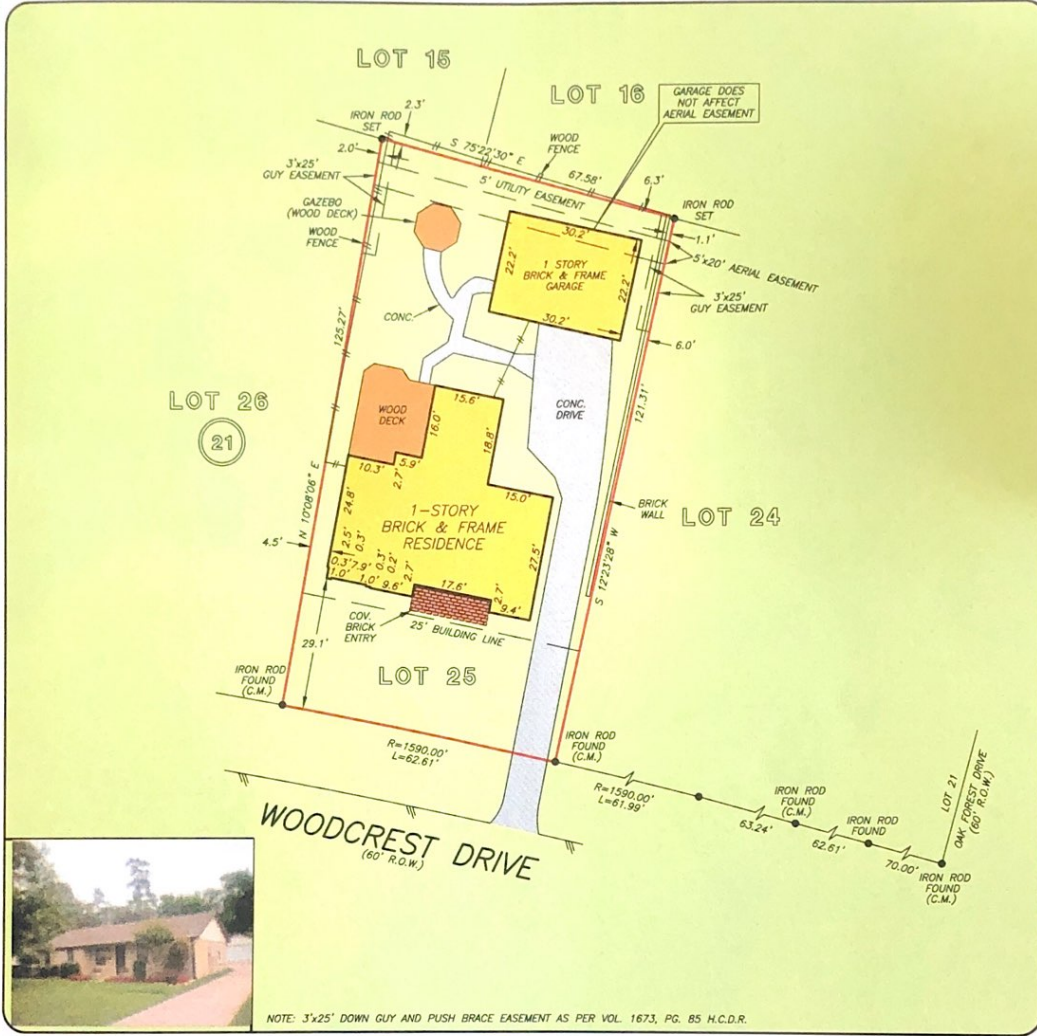 LOT 15
LOT 16
GARAGE DOES
NOT AFFECT
AERIAL EASEMENT
IRON ROD
SET
2.3'
S 75°22'30" E
WOOD
FENCE
67.58'
6.3'
2.0'
3'x25'
GUY EASEMENT
5' UTILITY EASEMENT
IRON ROD
SET
GAZEBO
(WOOD DECK)
WOOD
FENCE
30.2'
1.1'
5'x20' AERIAL EASEMENT
22.2'
1 STORY
BRICK & FRAME
GARAGE
22.2'
3'x25'
GUY EASEMENT
CONC.
30.2'
6.0'
125.27'
121.31'
LOT 26
21
WOOD
DECK
15.6'
16.0'
CONC.
DRIVE
18.8'
10.3'
5.9'
2.7'
15.0'
N 10°08'06" E
24.8'
1-STORY
BRICK & FRAME
RESIDENCE
BRICK
WALL
LOT 24
4.5'
2.5'
0.3'
0.3'
7.9'
0.3'
0.2'
1.0'
1.0'
9.6'
2.7'
17.6'
2.7'
9.4'
27.5'
S 12°23'28" W
COV.
BRICK
ENTRY
25' BUILDING LINE
29.1'
LOT 25
IRON ROD
FOUND
(C.M.)
R=1590.00'
L=62.61'
IRON ROD
FOUND
(C.M.)
R=1590.00'
L=61.99'
63.24'
IRON ROD
FOUND
(C.M.)
62.61'
IRON ROD
FOUND
70.00'
IRON ROD
FOUND
(C.M.)
LOT 21
OAK FOREST DRIVE
(60' R.O.W.)
WOODCREST DRIVE
(60' R.O.W.)
NOTE: 3'x25' DOWN GUY AND PUSH BRACE EASEMENT AS PER VOL. 1673, PG. 85 H.C.D.R.